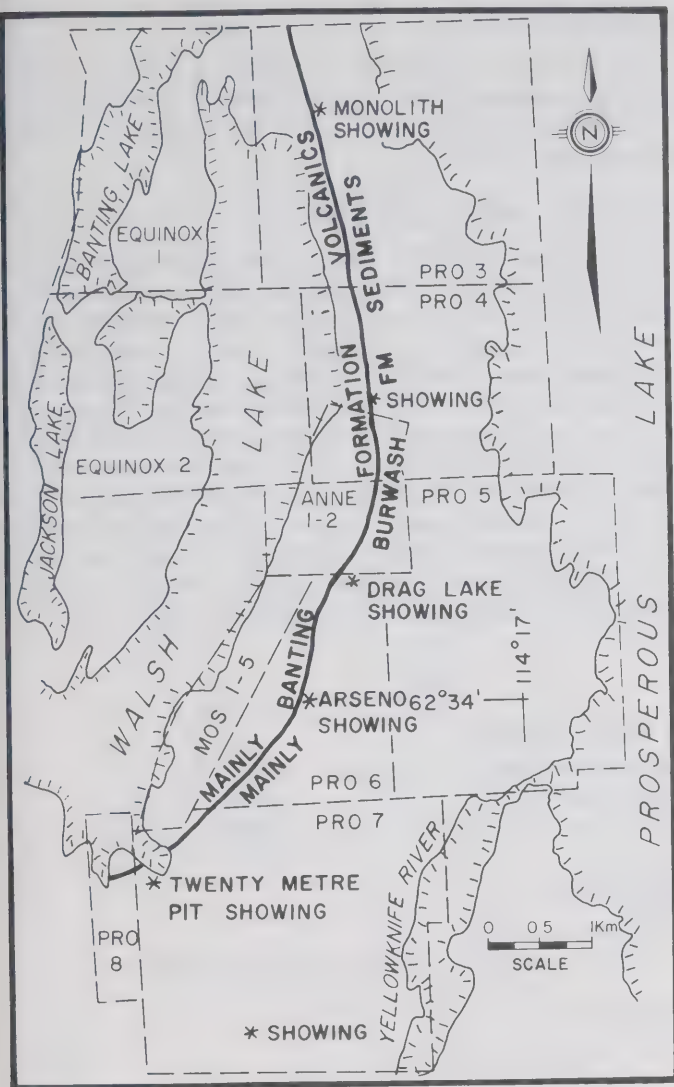 MONOLITH
SHOWING
N
BANTING LAKE
EQUINOX
1
VOLCANICS
SEDIMENTS
PRO 3
PRO 4
LAKE
LAKE
FORMATION
FM
SHOWING
JACKSON LAKE
EQUINOX 2
ANNE
1-2
BURWASH
PRO 5
DRAG LAKE
SHOWING
114°17'
BANTING
WALSH
MOS 1-5
ARSENO
SHOWING
62°34'
MAINLY
MAINLY
PRO 6
PRO 7
PROSPEROUS
TWENTY METRE
PIT SHOWING
YELLOWKNIFE RIVER
PRO
8
0 0 5 1Km
SCALE
SHOWING